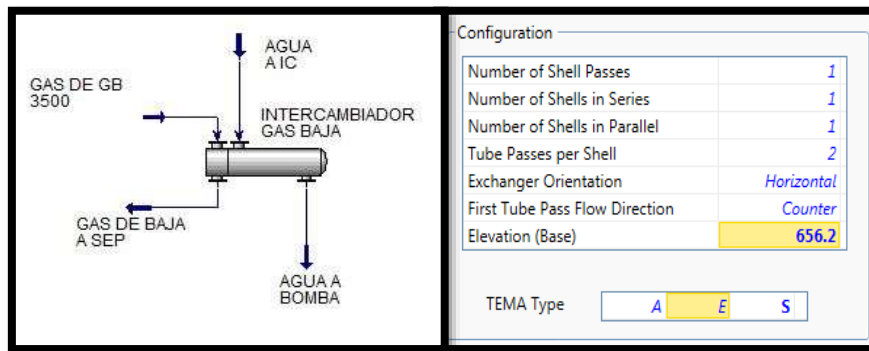 AGUA
A IC
GAS DE GB
3500
INTERCAMBIADOR
GAS BAJA
GAS DE BAJA
A SEP
AGUA A
BOMBA
Configuration
Number of Shell Passes 1
Number of Shells in Series 1
Number of Shells in Parallel 1
Tube Passes per Shell 2
Exchanger Orientation Horizontal
First Tube Pass Flow Direction Counter
Elevation (Base) 656.2
TEMA Type A E S